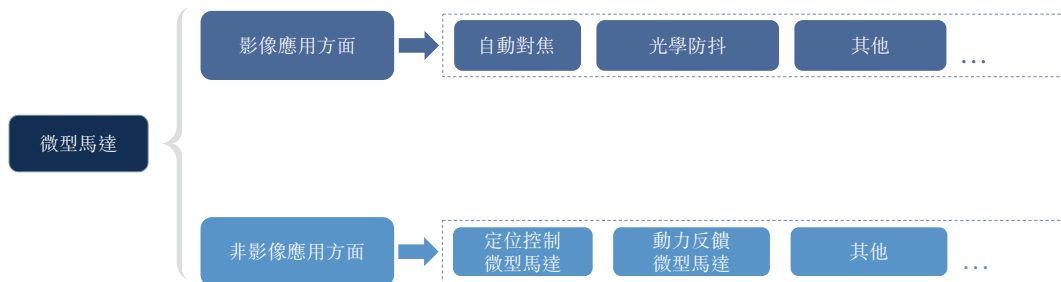 影像應用方面
自動對焦
光學防抖
其他
...
微型馬達
非影像應用方面
定位控制
微型馬達
動力反饋
微型馬達
其他
...